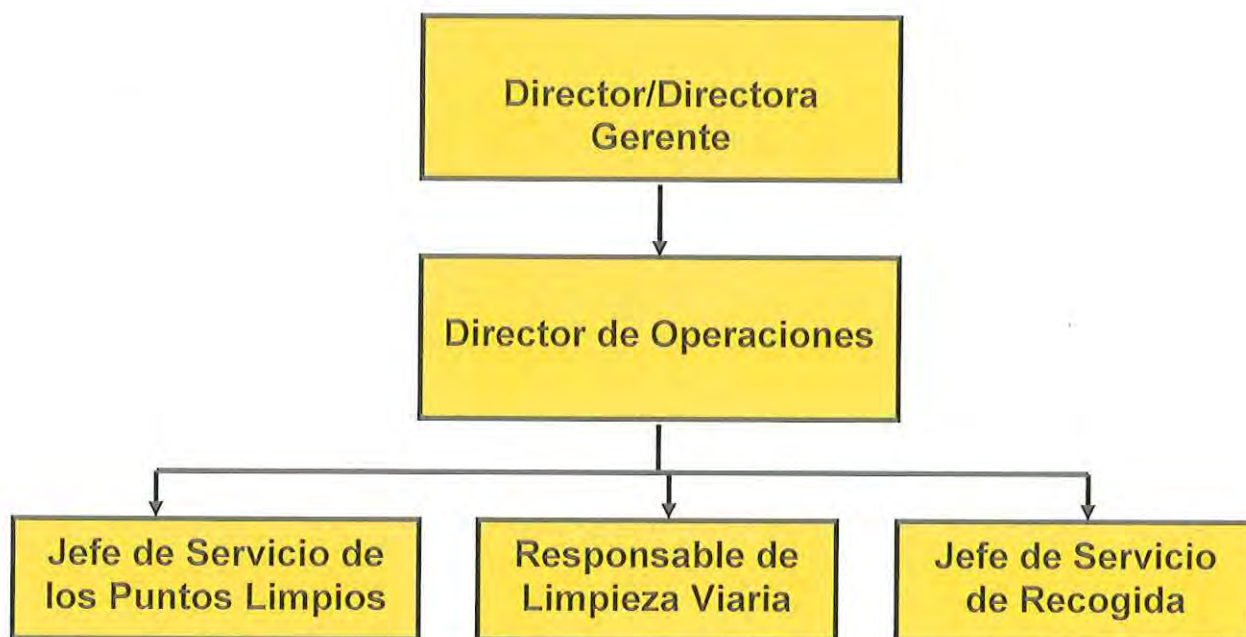 Director/Directora
Gerente
Director de Operaciones
Jefe de Servicio de
los Puntos Limpios
Responsable de
Limpieza Viaria
Jefe de Servicio
de Recogida